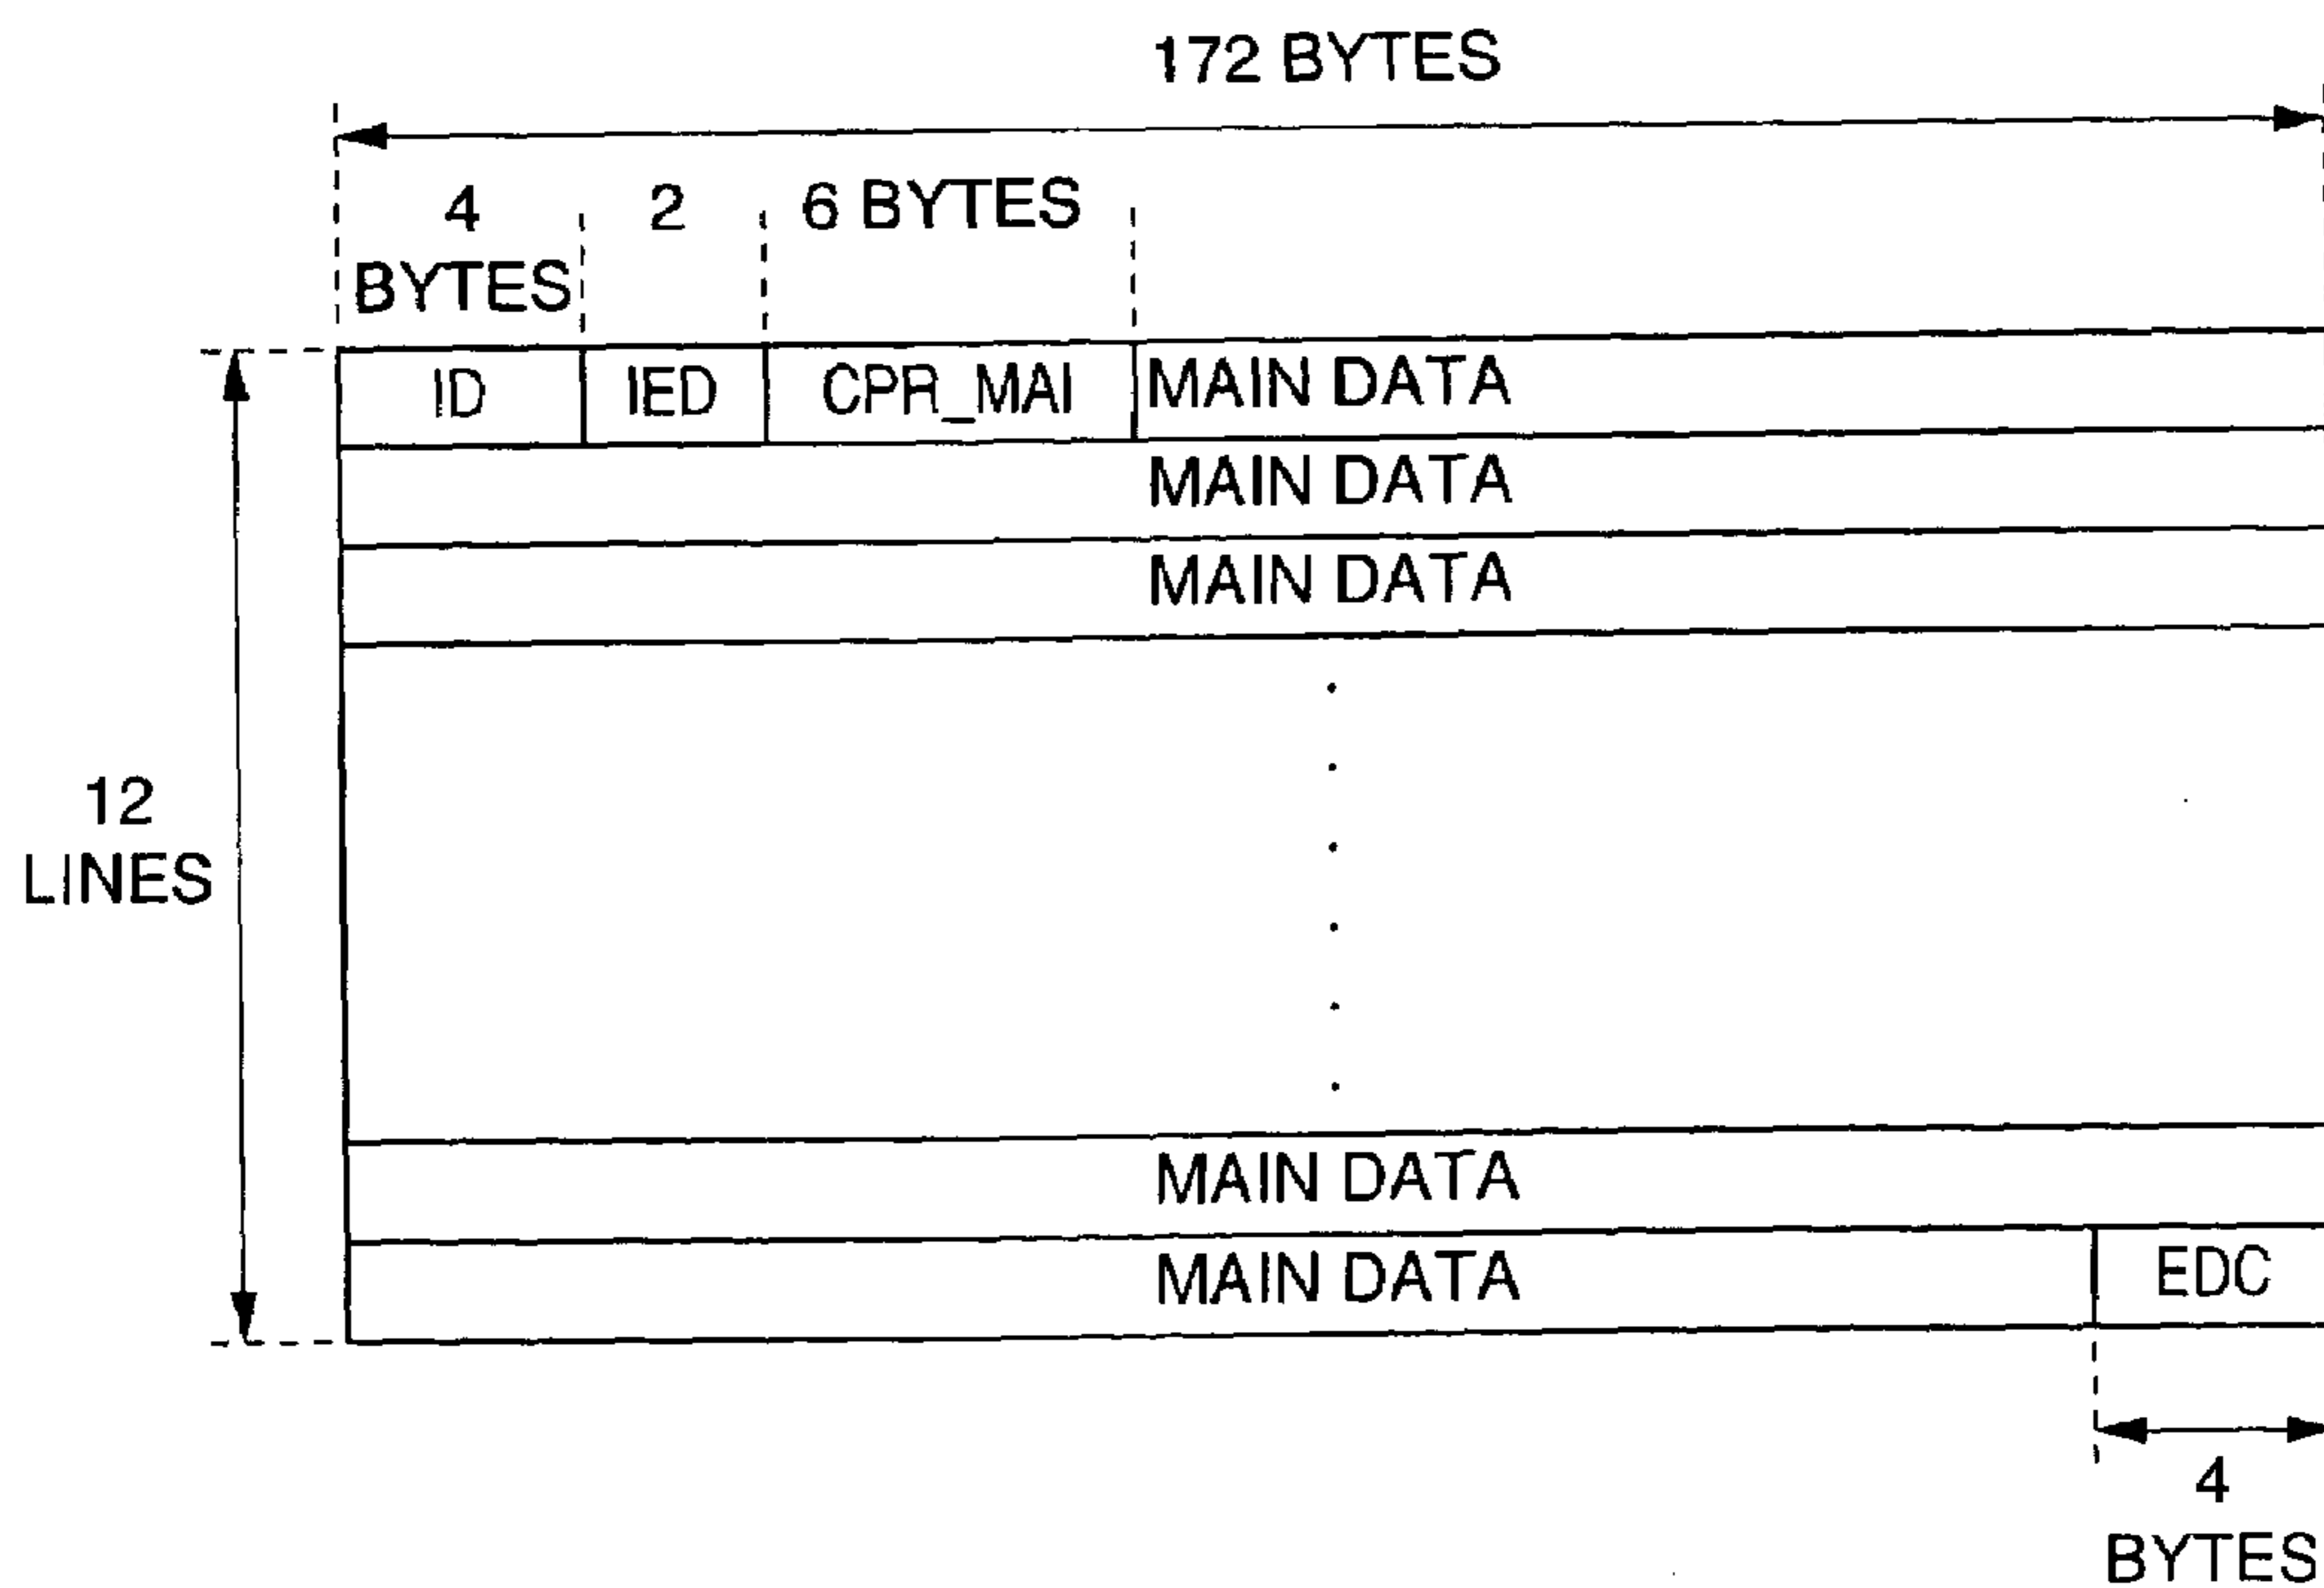 172 BYTES
4 BYTES
2
6 BYTES
ID IED CPR_MAI MAIN DATA
MAIN DATA
MAIN DATA
12 LINES
MAIN DATA
MAIN DATA EDC
4 BYTES